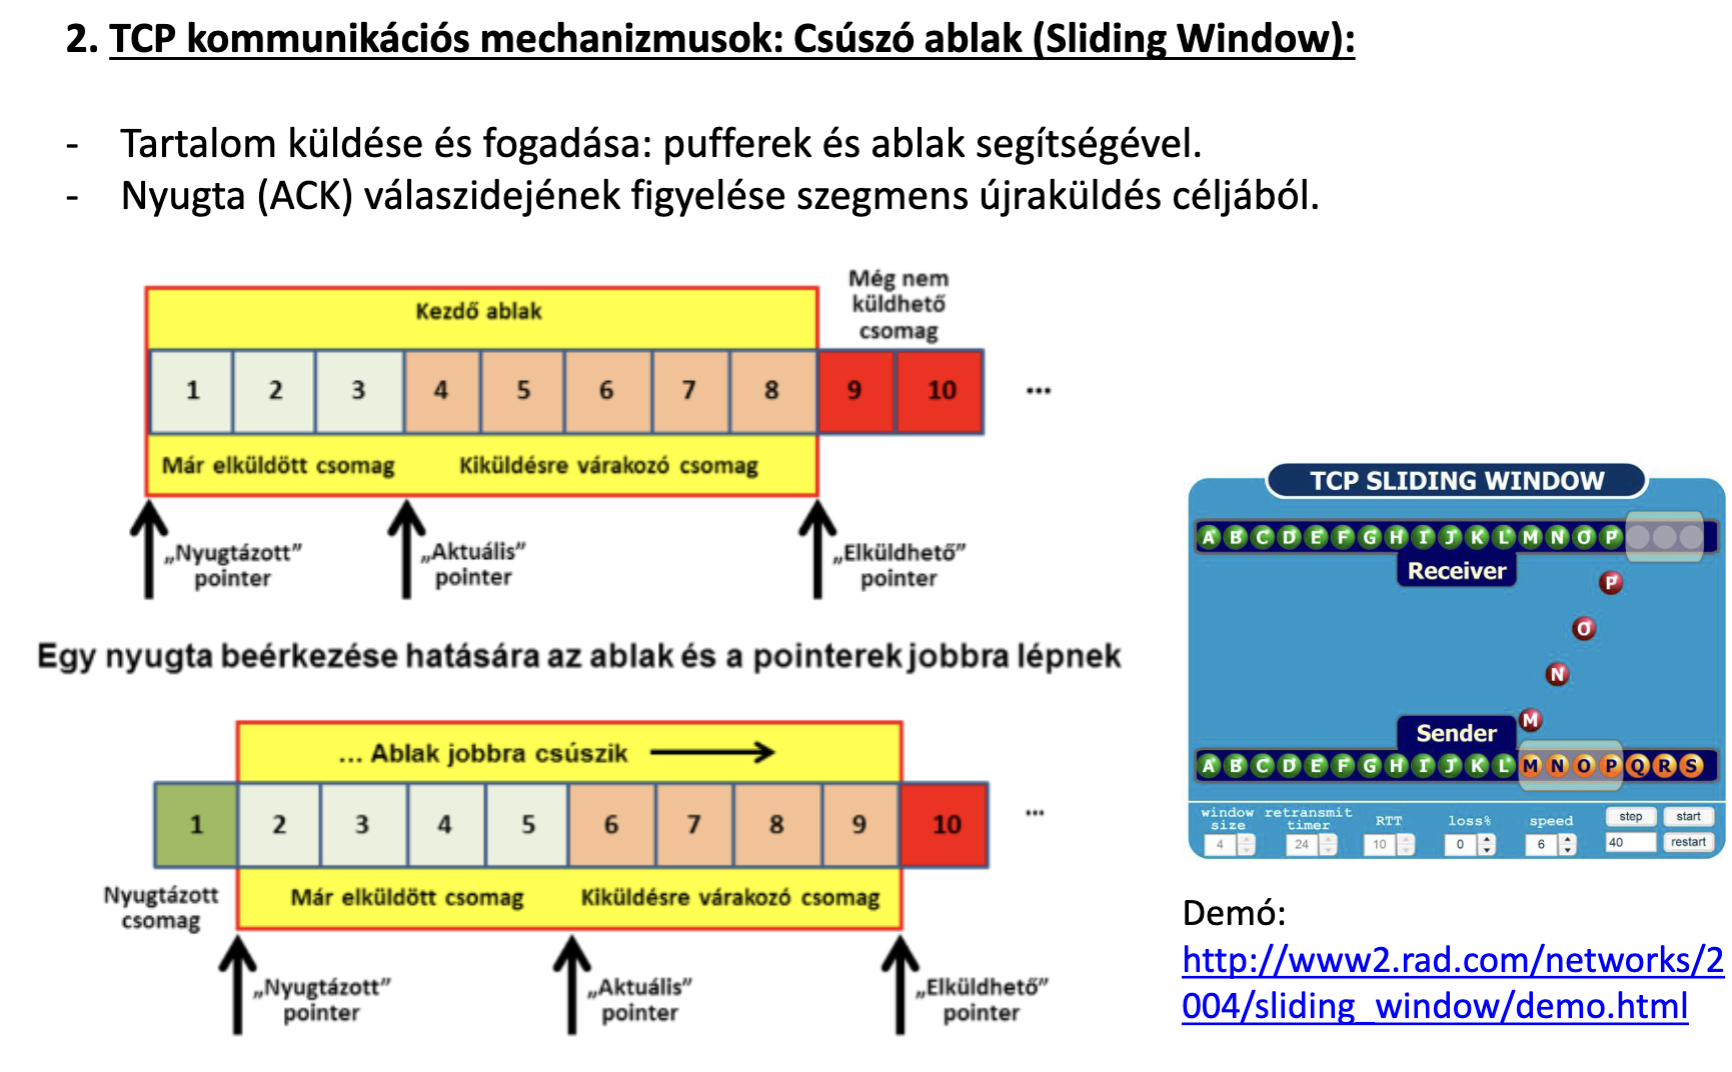 2. TCP kommunikációs mechanizmusok: Csúszó ablak (Sliding Window):
- Tartalom küldése és fogadása: pufferek és ablak segítségével.
- Nyugta (ACK) válaszidejének figyelése szegmens újraküldés céljából.
Még nem
küldhető
csomag
Kezdő ablak
1 2 3 4 5 6 7 8 9 10 ...
Már elküldött csomag Kiküldésre várakozó csomag
„Nyugtázott”
pointer
„Aktuális”
pointer
„Elküldhető”
pointer
Egy nyugta beérkezése hatására az ablak és a pointerek jobbra lépnek
... Ablak jobbra csúszik
1 2 3 4 5 6 7 8 9 10 ...
Nyugtázott
csomag
Már elküldött csomag Kiküldésre várakozó csomag
„Nyugtázott”
pointer
„Aktuális”
pointer
„Elküldhető”
pointer
TCP SLIDING WINDOW
A B C D E F G H I J K L M N O P
Receiver
P
O
N
M
Sender
A B C D E F G H I J K L M N O P Q R S
window size retransmit timer RTT loss% speed step start
4 24 10 0 6 40 restart
Demó:
http://www2.rad.com/networks/2
004/sliding_window/demo.html